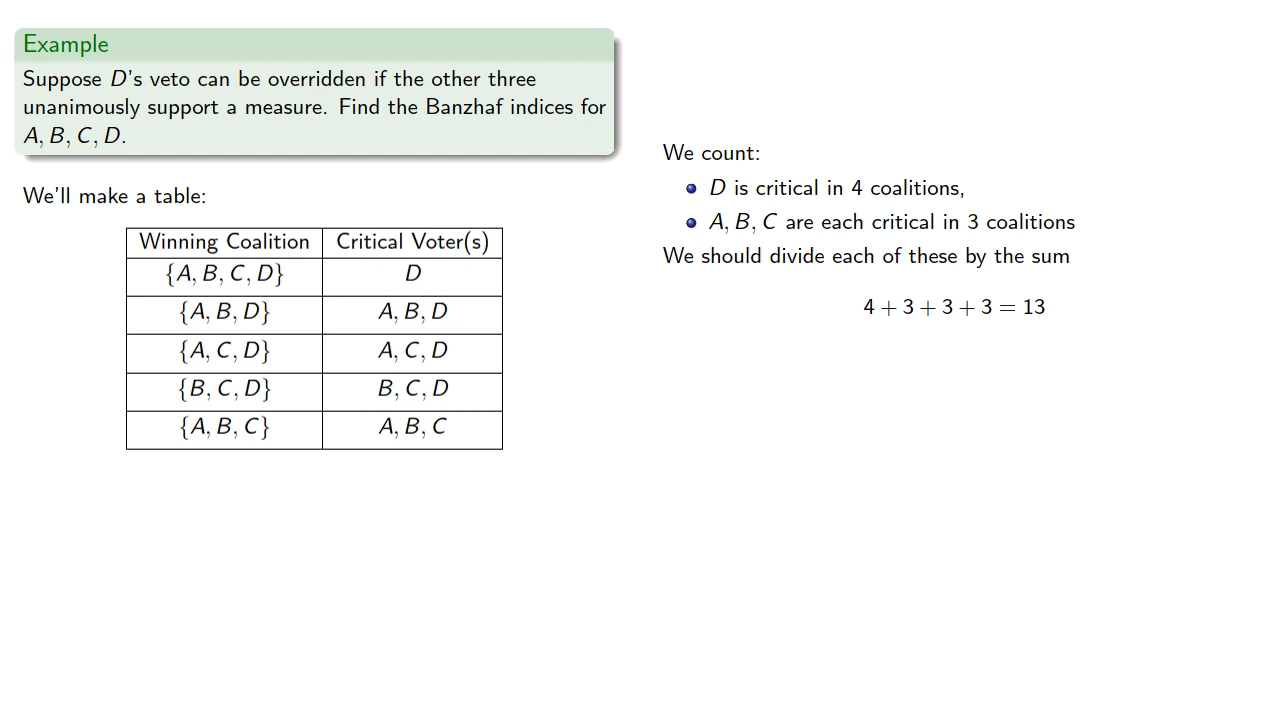 Example
Suppose D's veto can be overridden if the other three
unanimously support a measure. Find the Banzhaf indices for
A, B, C, D.
We'll make a table:
Winning Coalition Critical Voter(s)
{A, B, C, D} D
{A, B, D} A, B, D
{A, C, D} A, C, D
{B, C, D} B, C, D
{A, B, C} A, B, C
We count:
D is critical in 4 coalitions,
A, B, C are each critical in 3 coalitions
We should divide each of these by the sum
4 + 3 + 3 + 3 = 13